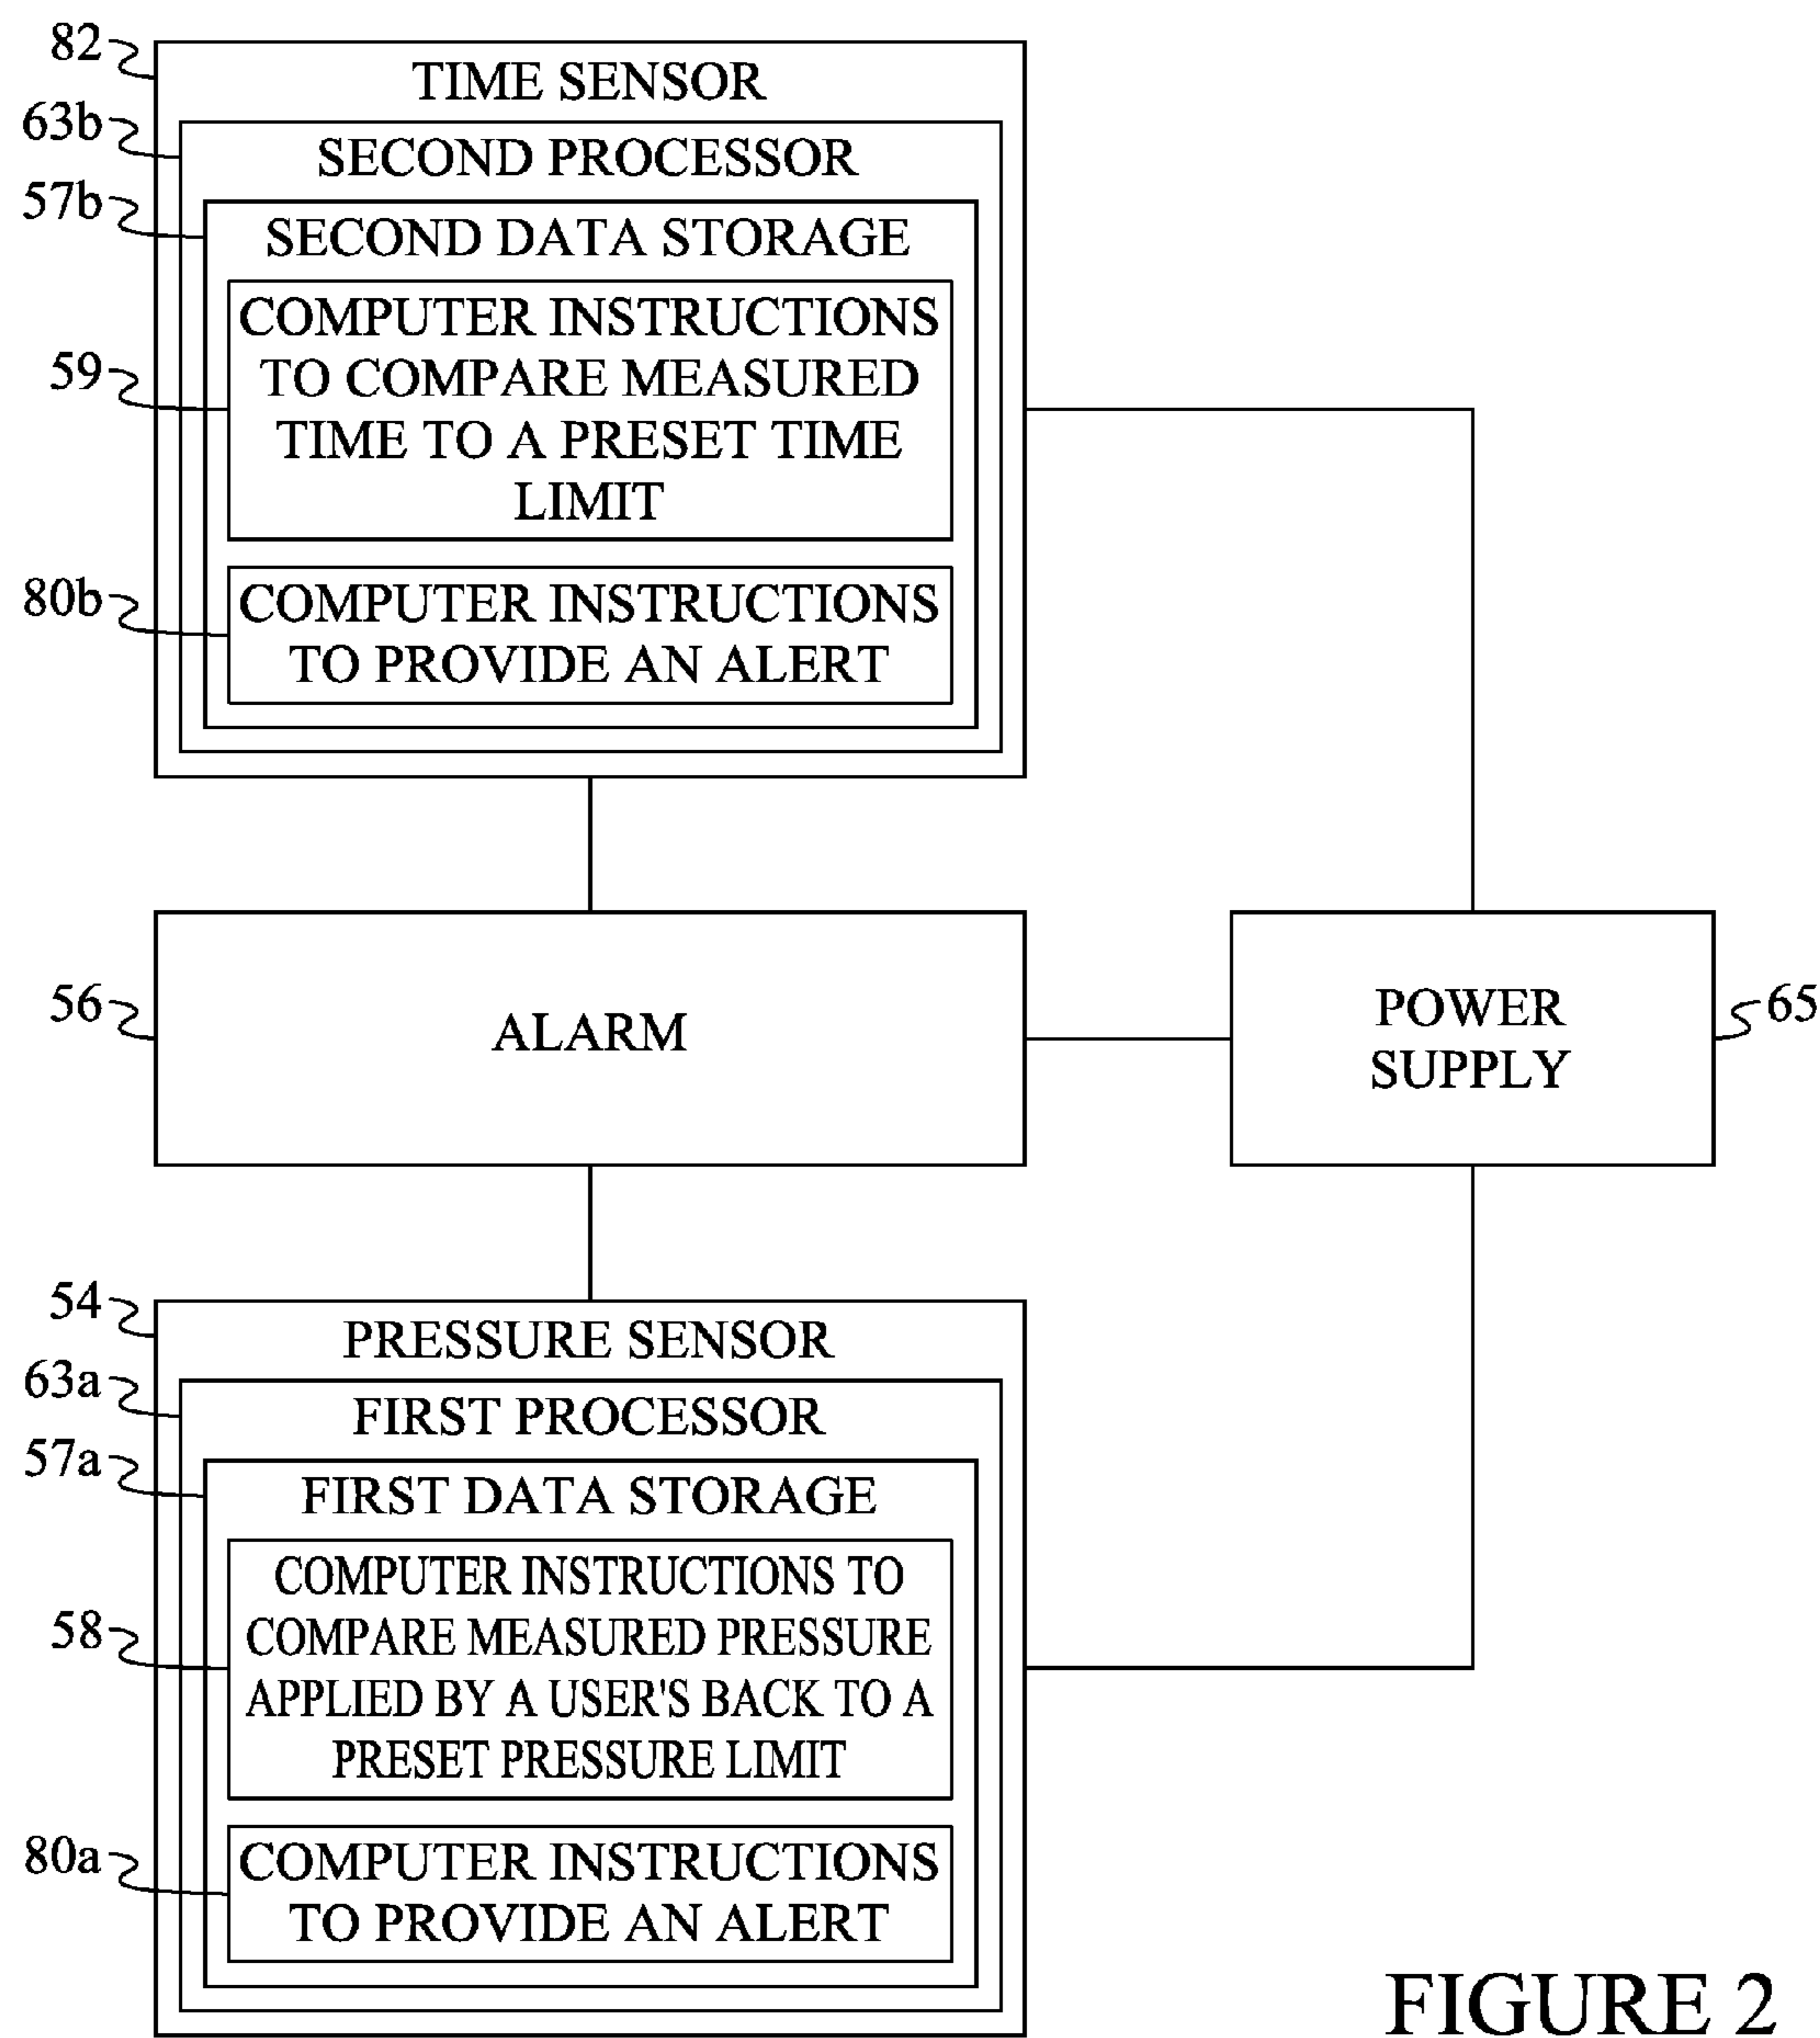 82
TIME SENSOR
63b
SECOND PROCESSOR
57b
SECOND DATA STORAGE
59
COMPUTER INSTRUCTIONS
TO COMPARE MEASURED
TIME TO A PRESET TIME
LIMIT
80b
COMPUTER INSTRUCTIONS
TO PROVIDE AN ALERT
56
ALARM
POWER
SUPPLY
65
54
PRESSURE SENSOR
63a
FIRST PROCESSOR
57a
FIRST DATA STORAGE
58
COMPUTER INSTRUCTIONS TO
COMPARE MEASURED PRESSURE
APPLIED BY A USER'S BACK TO A
PRESET PRESSURE LIMIT
80a
COMPUTER INSTRUCTIONS
TO PROVIDE AN ALERT
FIGURE 2